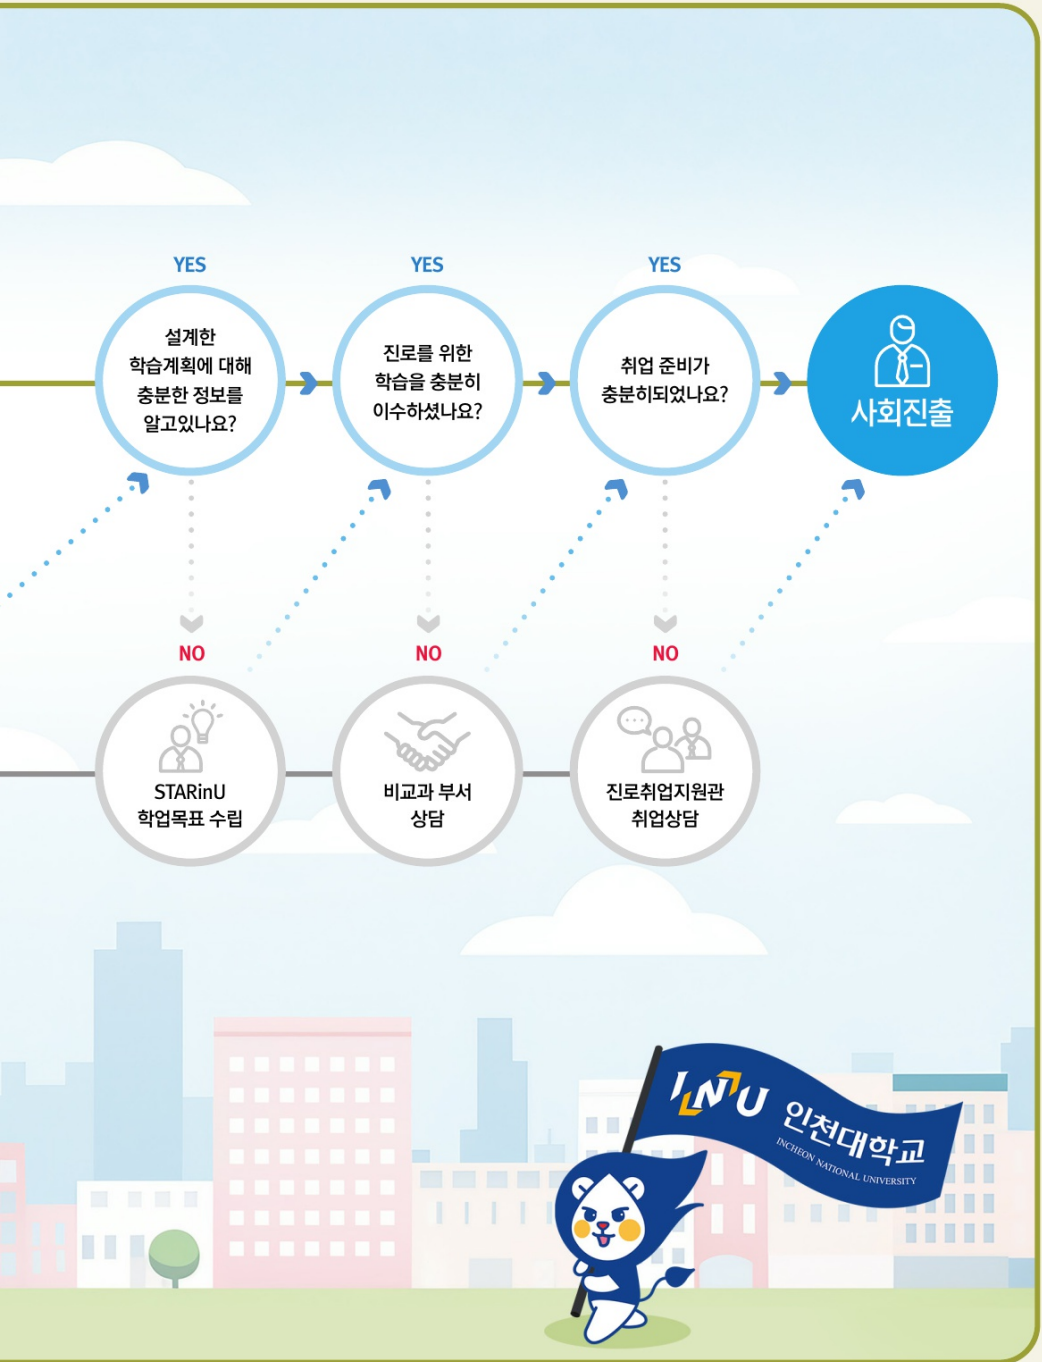 YES
YES
YES
설계한
학습계획에 대해
충분한 정보를
알고있나요?
진로를 위한
학습을 충분히
이수하셨나요?
취업 준비가
충분히되었나요?
사회진출
NO
NO
NO
STARinU
학업목표 수립
비교과 부서
상담
진로취업지원관
취업상담
INU 인천대학교
INCHEON NATIONAL UNIVERSITY